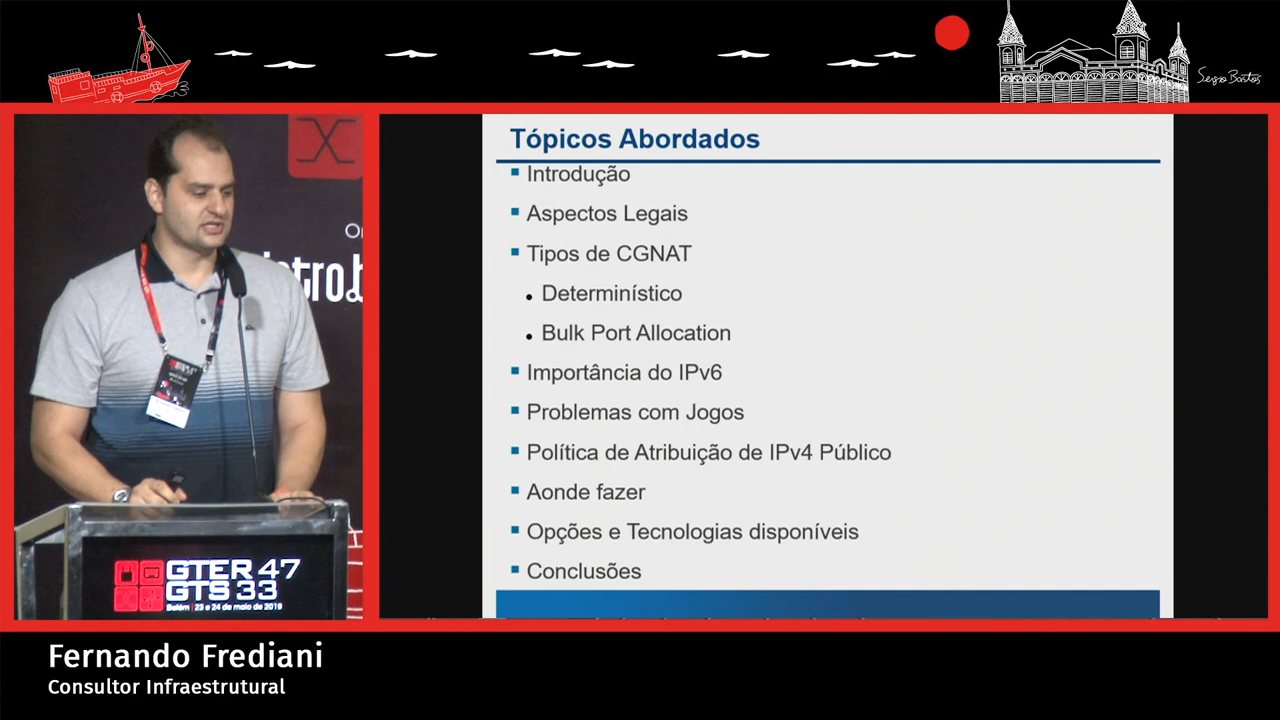 Sergio Bastos
Tópicos Abordados
Introdução
Aspectos Legais
Tipos de CGNAT
Determinístico
Bulk Port Allocation
Importância do IPv6
Problemas com Jogos
Política de Atribuição de IPv4 Público
Aonde fazer
Opções e Tecnologias disponíveis
Conclusões
GTER 47
GTS 33
Belém | 23 e 24 de maio de 2019
Fernando Frediani
Consultor Infraestrutural